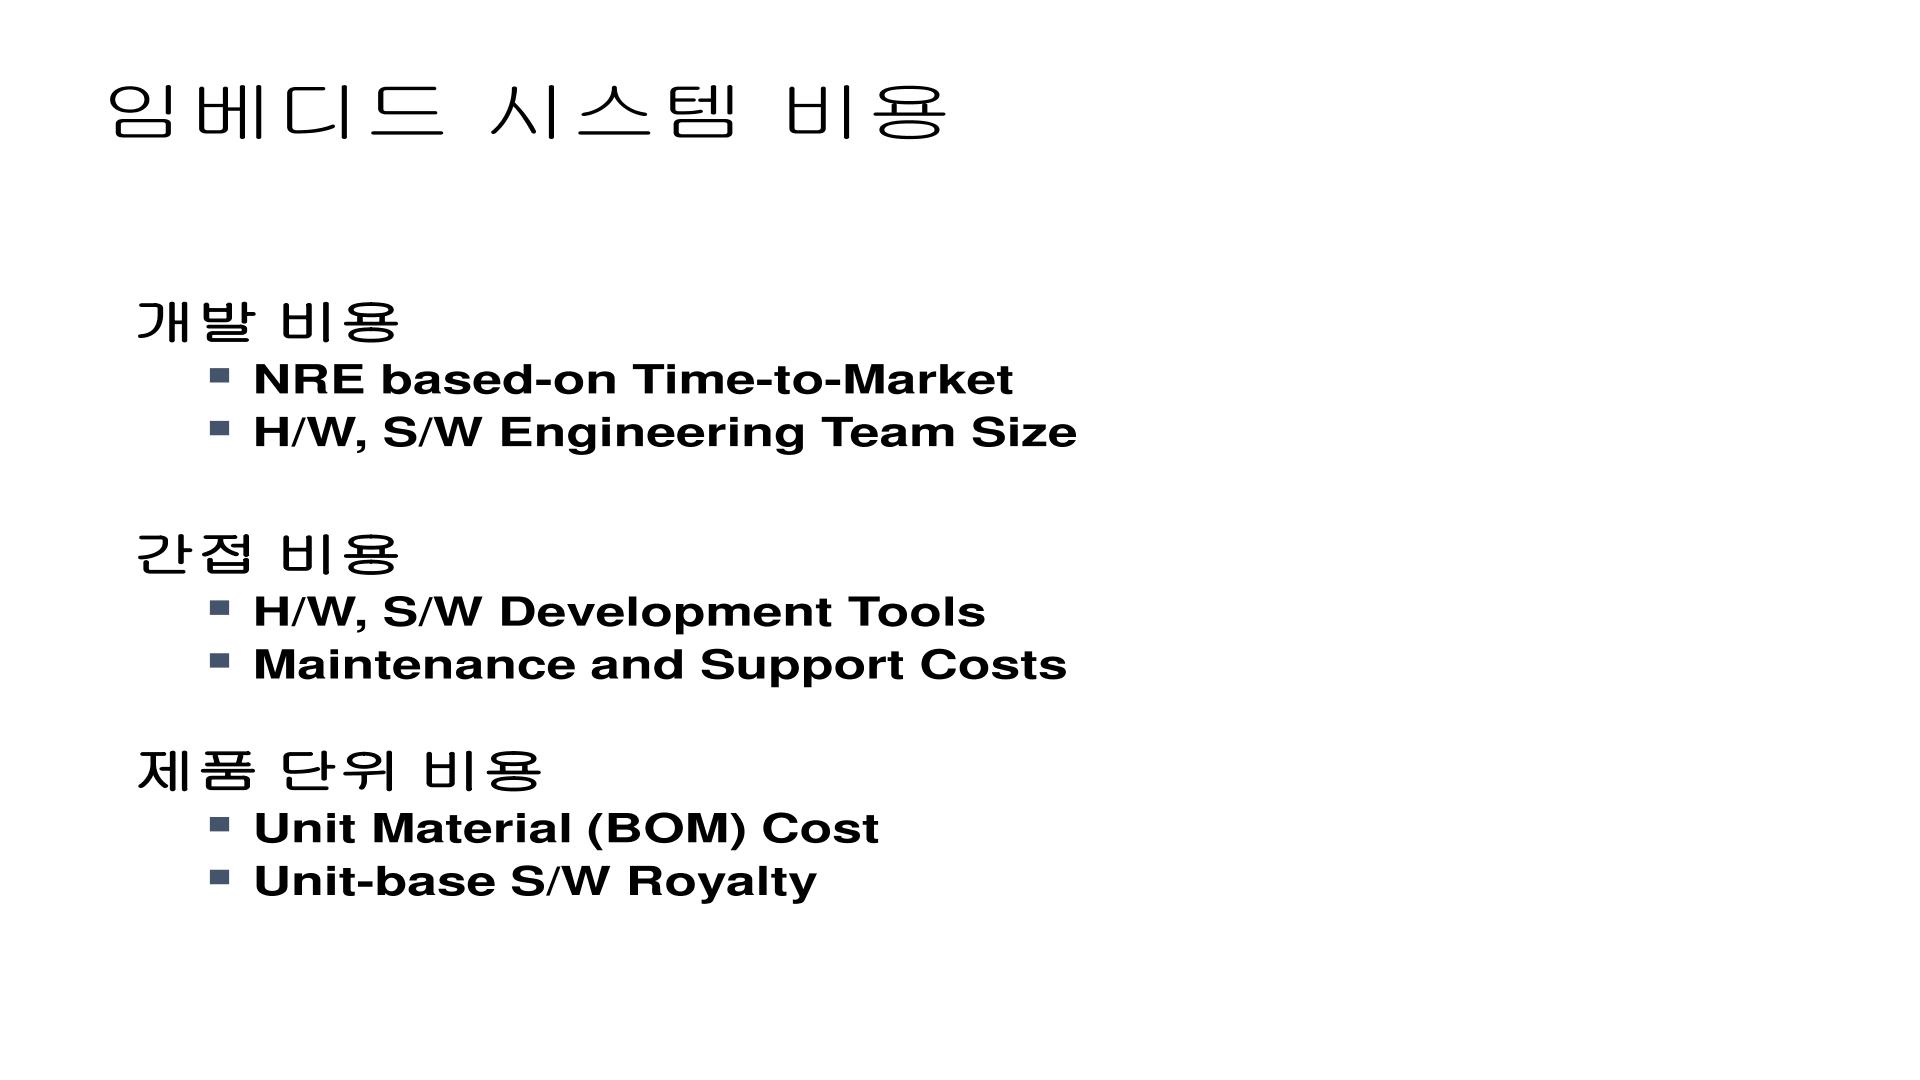 임베디드 시스템 비용
개발 비용
NRE based-on Time-to-Market
H/W, S/W Engineering Team Size
간접 비용
H/W, S/W Development Tools
Maintenance and Support Costs
제품 단위 비용
Unit Material (BOM) Cost
Unit-base S/W Royalty